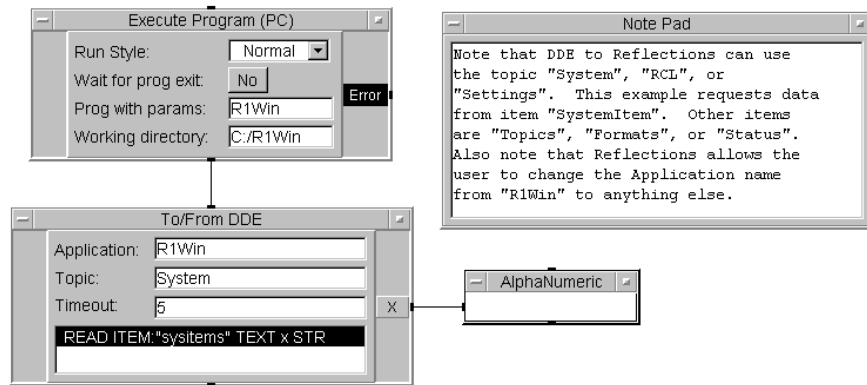 Execute Program (PC)
Run Style: Normal
Wait for prog exit: No
Prog with params: R1Win
Working directory: C:/R1Win
Error
Note Pad
Note that DDE to Reflections can use
the topic "System", "RCL", or
"Settings".  This example requests data
from item "SystemItem".  Other items
are "Topics", "Formats", or "Status".
Also note that Reflections allows the
user to change the Application name
from "R1Win" to anything else.
To/From DDE
Application: R1Win
Topic: System
Timeout: 5
X
READ ITEM:"sysitems" TEXT x STR
AlphaNumeric